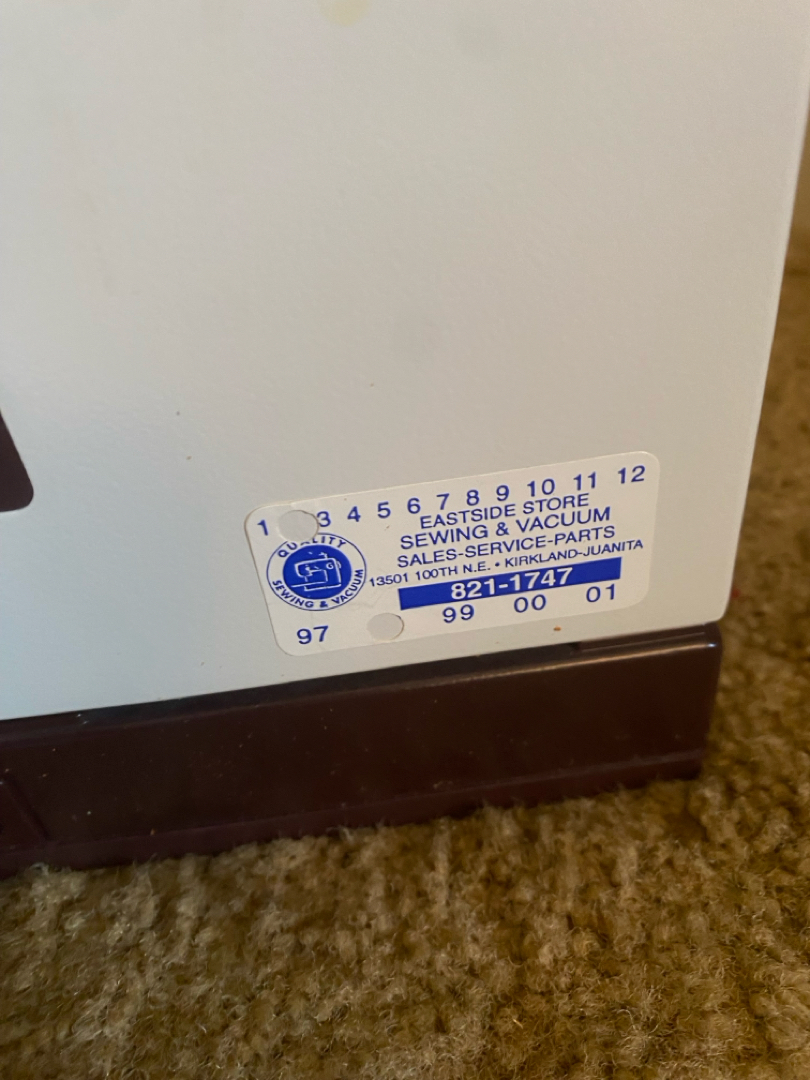 1 3 4 5 6 7 8 9 10 11 12
EASTSIDE STORE
SEWING & VACUUM
SALES-SERVICE-PARTS
13501 100TH N.E. • KIRKLAND-JUANITA
821-1747
QUALITY
SEWING & VACUUM
97 99 00 01